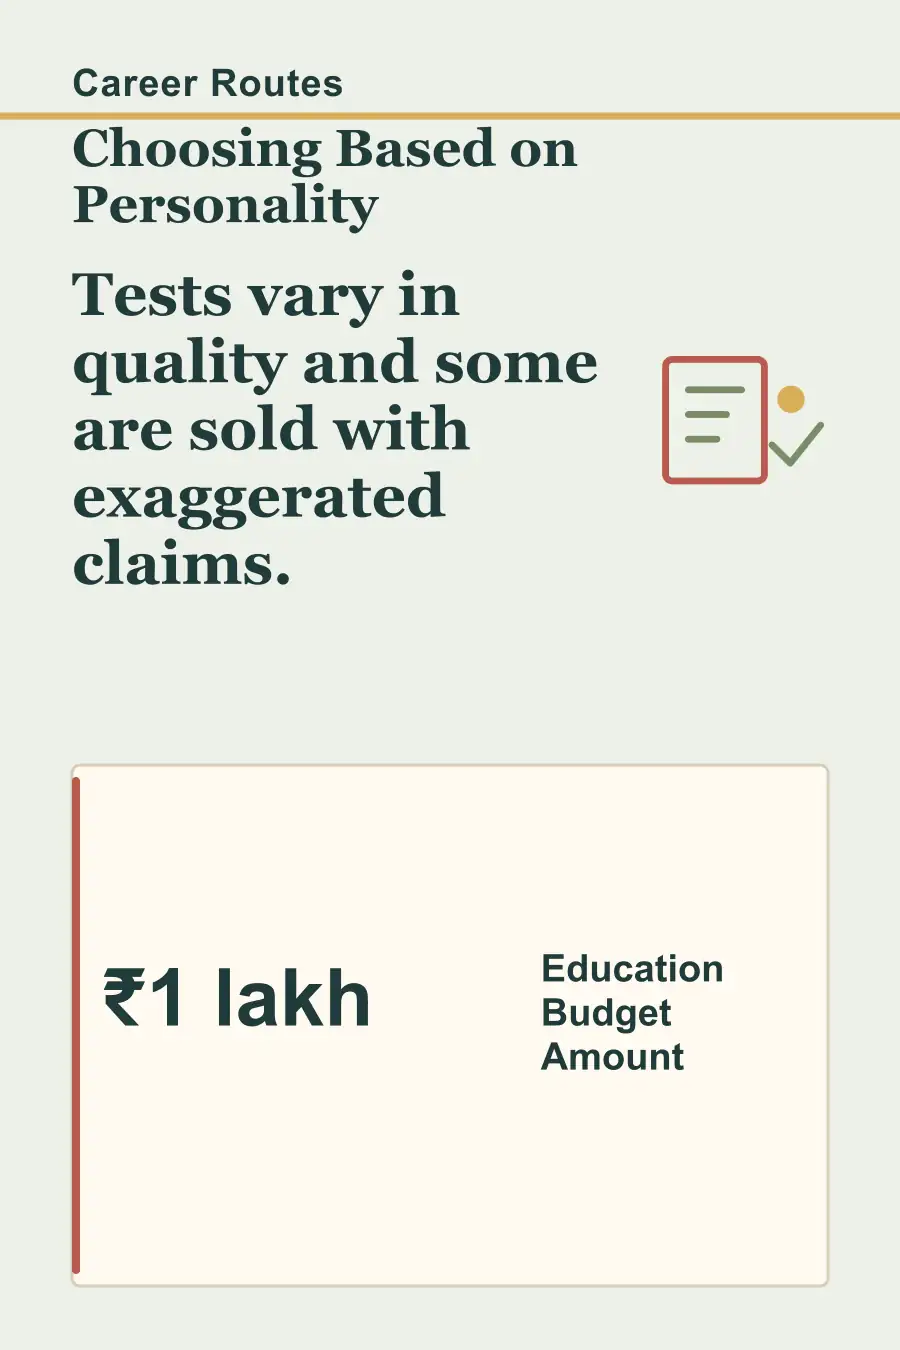 Career Routes
Choosing Based on
Personality
Tests vary in
quality and some
are sold with
exaggerated
claims.
₹1 lakh
Education
Budget
Amount